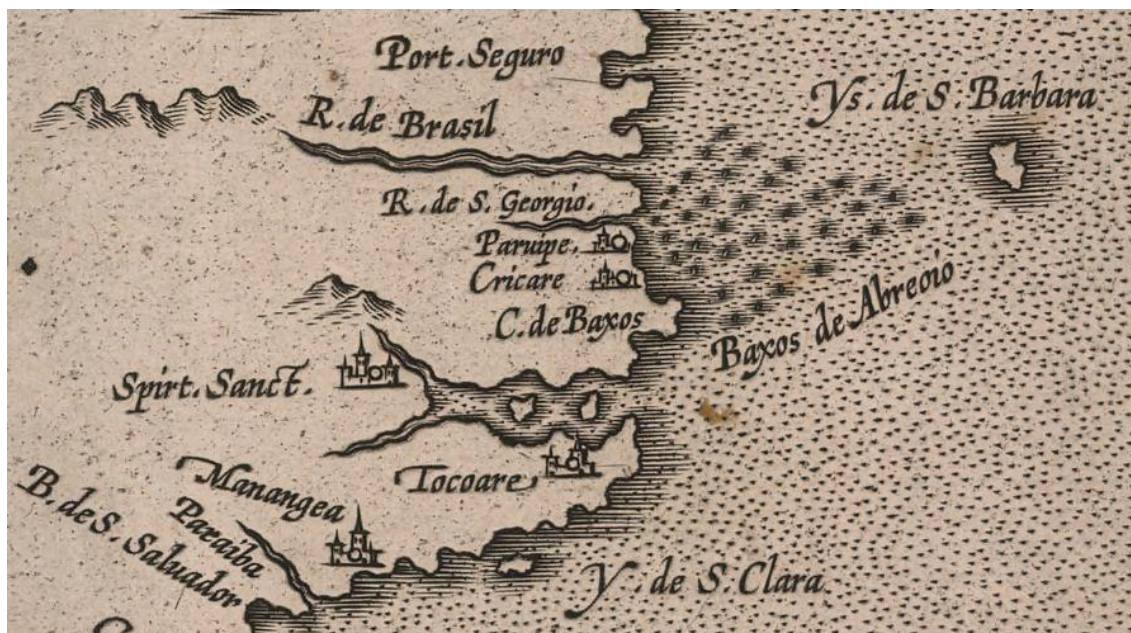 Port. Seguro
Ys. de S. Barbara
R. de Brasil
R. de S. Georgio.
Paruipe.
Cricare
C. de Baxos
Baxos de Abreoio
Spirt. Sanct.
Tocoare
Manangea
Paraiba
B. de S. Saluador
Y. de S. Clara